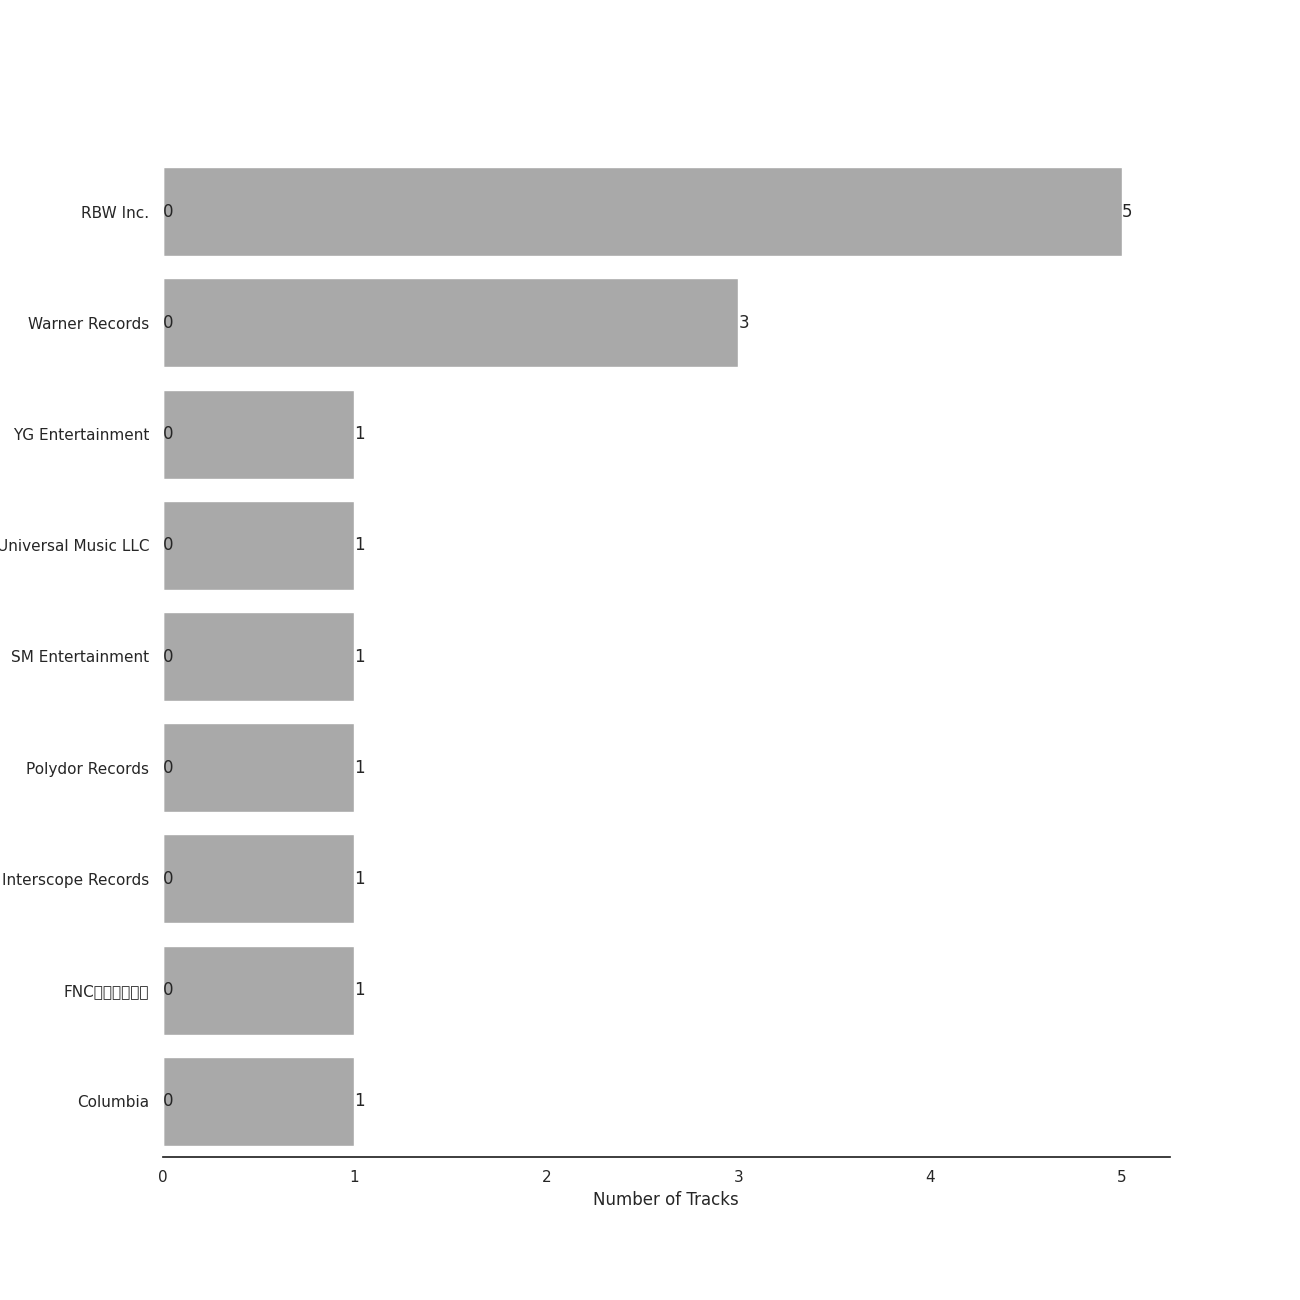 RBW Inc. 0 5
Warner Records 0 3
YG Entertainment 0 1
Universal Music LLC 0 1
SM Entertainment 0 1
Polydor Records 0 1
Interscope Records 0 1
FNC 0 1
Columbia 0 1
0 1 2 3 4 5
Number of Tracks